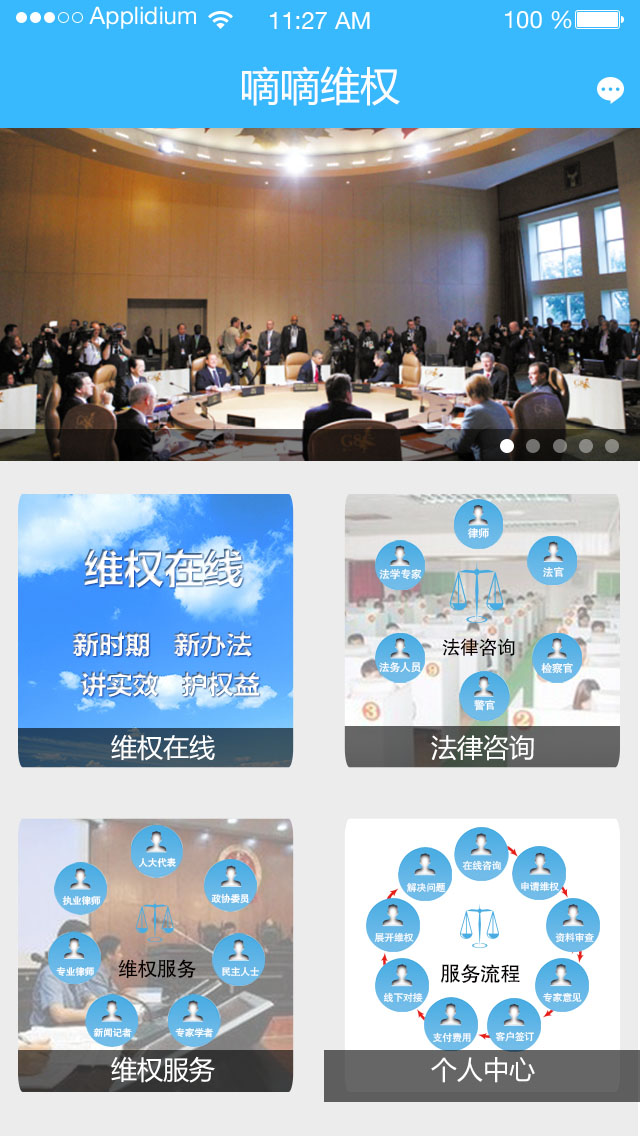 Applidium 11:27 AM 100 %
嘀嘀维权
维权在线
新时期 新办法
讲实效 护权益
维权在线
律师
法学专家
法官
法律咨询
法务人员
检察官
警官
法律咨询
人大代表
执业律师
政协委员
专业律师
维权服务
民主人士
新闻记者
专家学者
维权服务
在线咨询
解决问题
申请维权
展开维权
资料审查
服务流程
线下对接
专家意见
支付费用
客户签订
个人中心